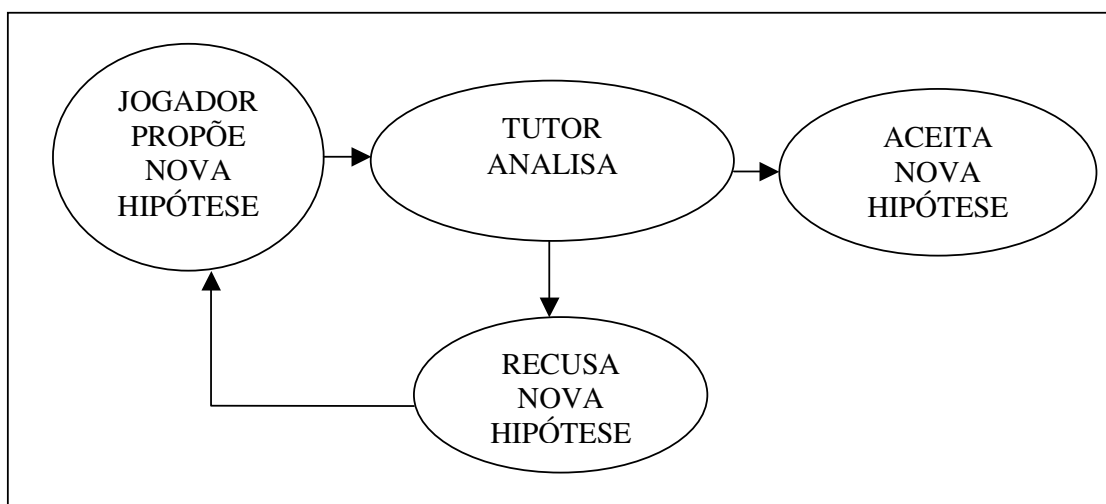 JOGADOR
PROPÕE
NOVA
HIPÓTESE
TUTOR
ANALISA
ACEITA
NOVA
HIPÓTESE
RECUSA
NOVA
HIPÓTESE